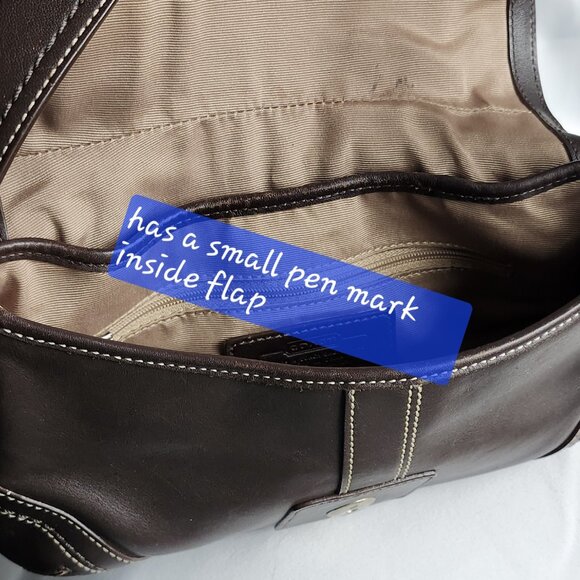 has a small pen mark
inside flap